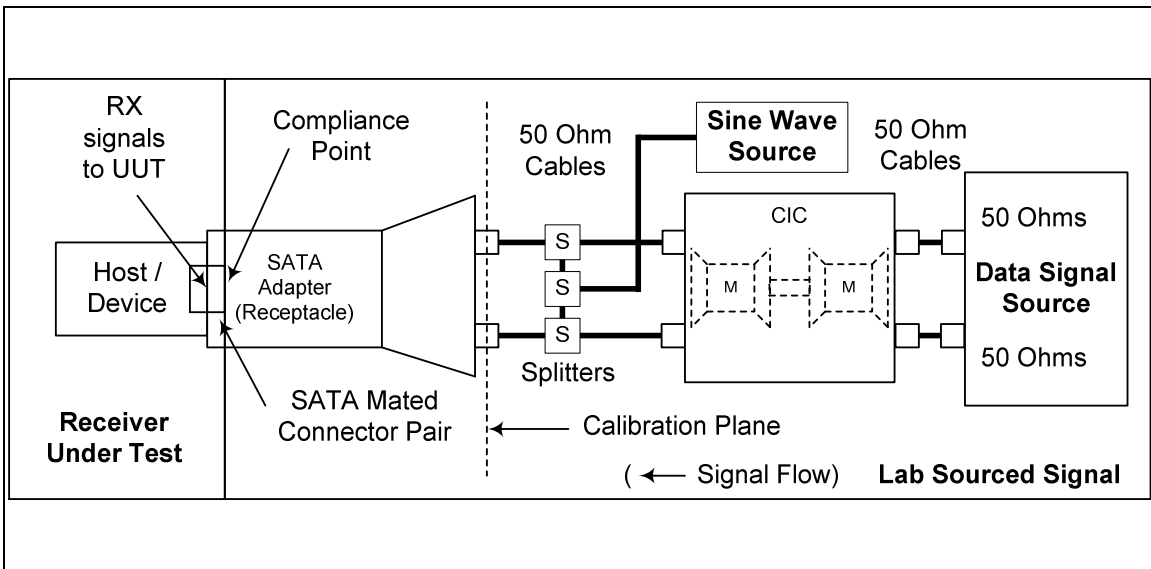 RX
signals
to UUT
Compliance
Point
50 Ohm
Cables
Sine Wave
Source
50 Ohm
Cables
Host /
Device
SATA
Adapter
(Receptacle)
S
S
S
Splitters
CIC
M
M
50 Ohms
Data Signal
Source
50 Ohms
Receiver
Under Test
SATA Mated
Connector Pair
Calibration Plane
( Signal Flow)
Lab Sourced Signal